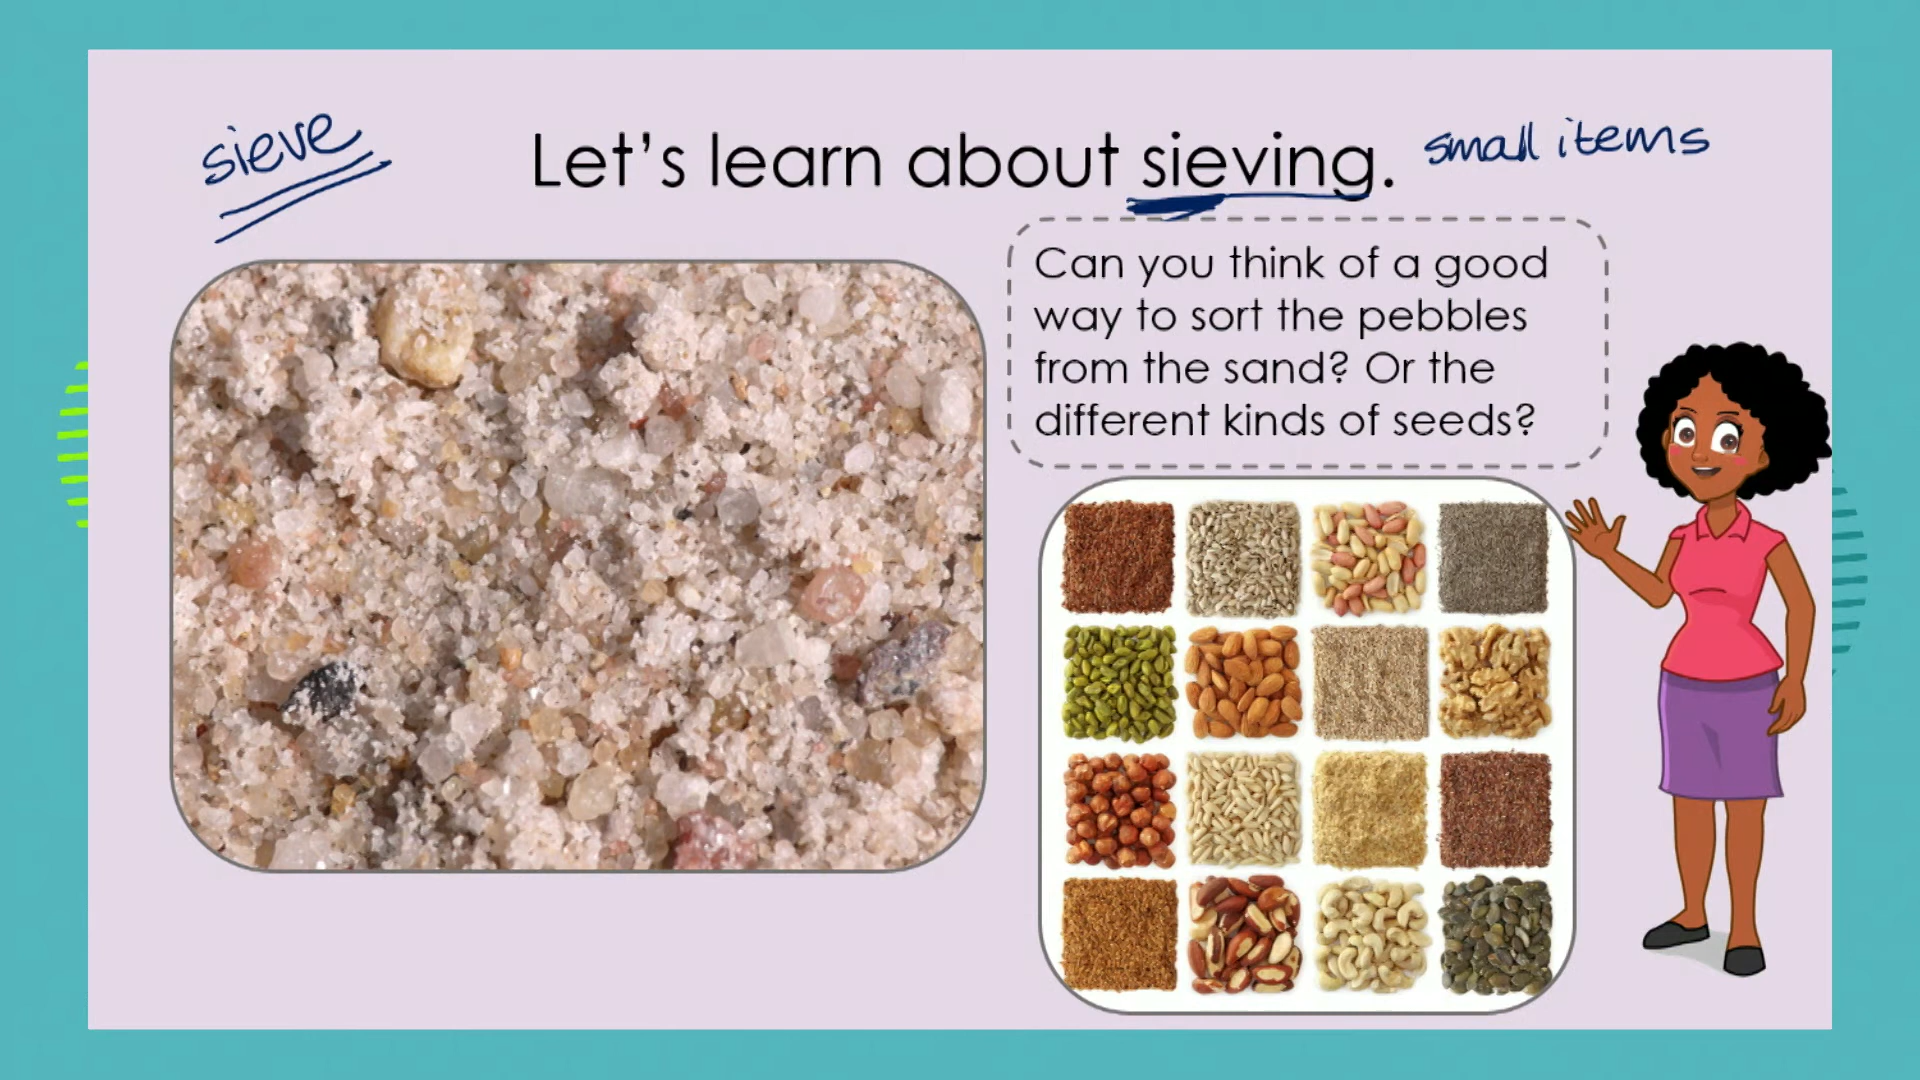 sieve
Let's learn about sieving.
small items
Can you think of a good
way to sort the pebbles
from the sand? Or the
different kinds of seeds?